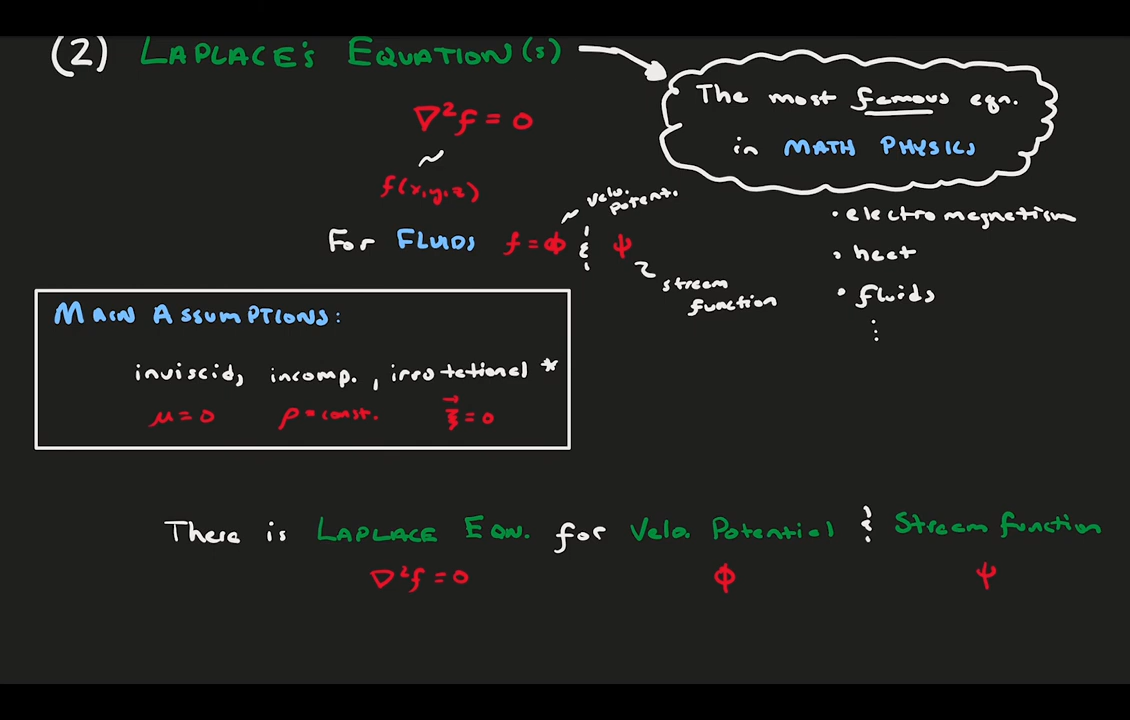 (2) LAPLACE'S EQUATION(s)
The most famous eqn.
in MATH PHYSICS
∇²f = 0
~
f(x,y,z)
• electromagnetism
• heat
• fluids
⋮
For FLUIDS f = ϕ & ψ
velo.
potent.
stream
function
MAIN ASSUMPTIONS:
inviscid, incomp., irrotational *
μ = 0 ρ = const. ξ⃗ = 0
There is LAPLACE EQN. for Velo. Potential & Stream function
∇²f = 0 ϕ ψ